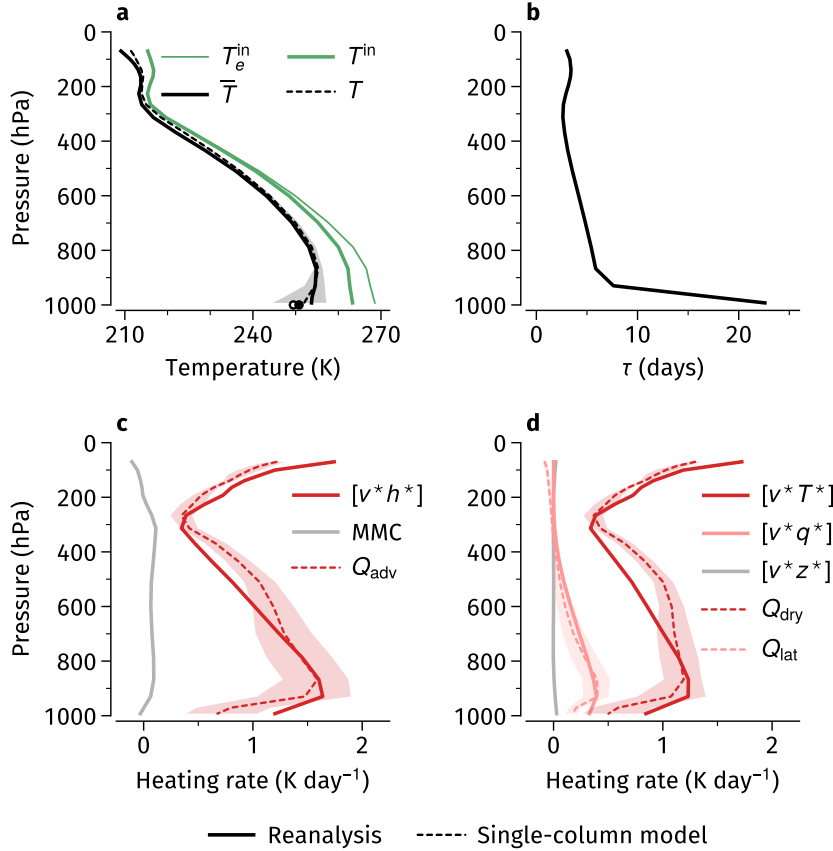 a
0
200
400
600
800
1000
Pressure (hPa)
210
240
270
Temperature (K)
T_e^in
T^in
T̅
T
b
0
200
400
600
800
1000
0
10
20
τ (days)
c
0
200
400
600
800
1000
Pressure (hPa)
0
1
2
Heating rate (K day⁻¹)
[v*h*]
MMC
Q_adv
d
0
200
400
600
800
1000
0
1
2
Heating rate (K day⁻¹)
[v*T*]
[v*q*]
[v*z*]
Q_dry
Q_lat
Reanalysis
Single-column model